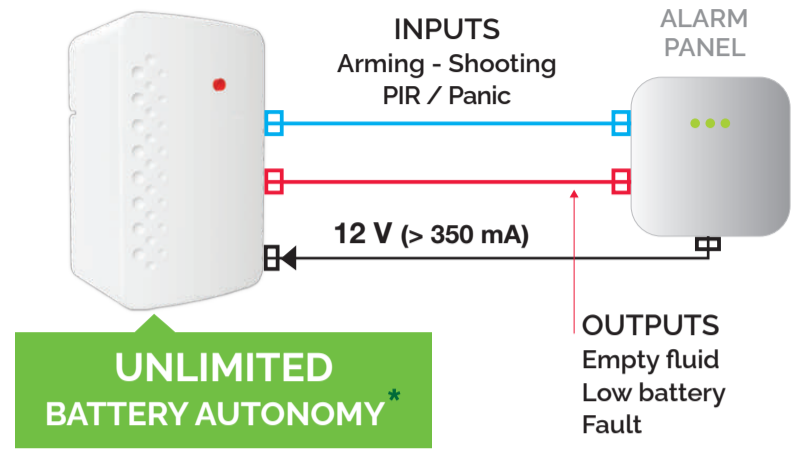 INPUTS
Arming - Shooting
PIR / Panic
ALARM
PANEL
12 V (> 350 mA)
OUTPUTS
Empty fluid
Low battery
Fault
UNLIMITED
BATTERY AUTONOMY*